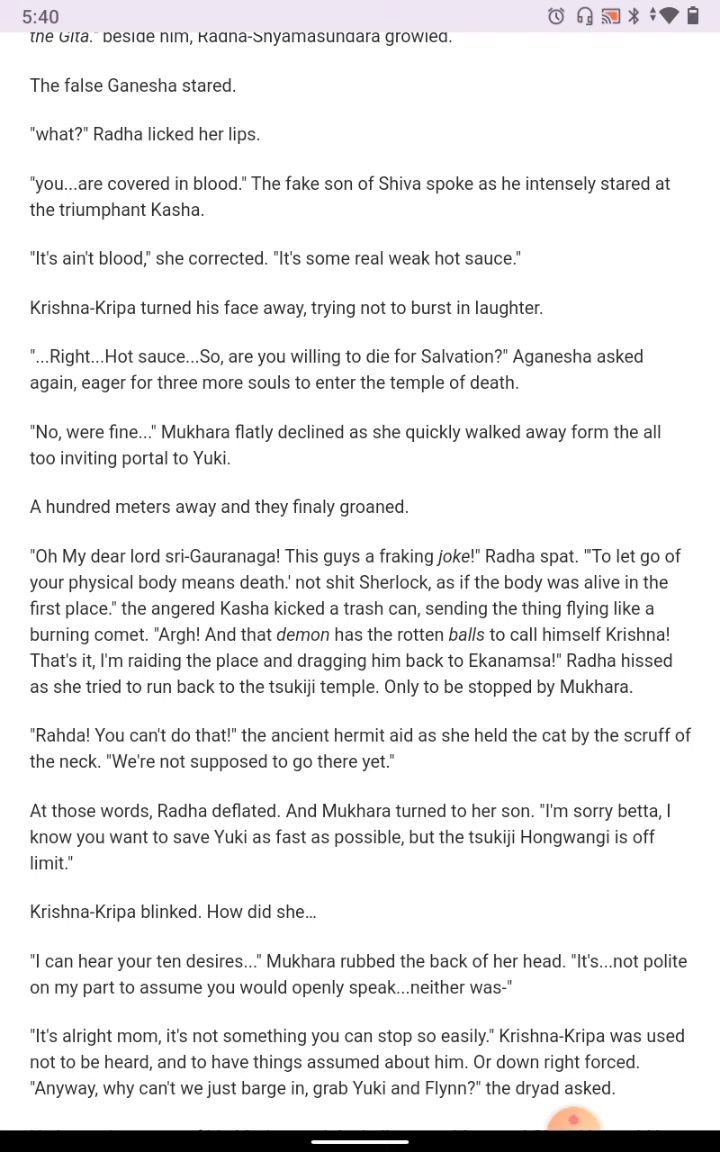 5:40
the Gita." beside him, Radha-Shyamasundara growled.
The false Ganesha stared.
"what?" Radha licked her lips.
"you...are covered in blood." The fake son of Shiva spoke as he intensely stared at
the triumphant Kasha.
"It's ain't blood," she corrected. "It's some real weak hot sauce."
Krishna-Kripa turned his face away, trying not to burst in laughter.
"...Right...Hot sauce...So, are you willing to die for Salvation?" Aganesha asked
again, eager for three more souls to enter the temple of death.
"No, were fine..." Mukhara flatly declined as she quickly walked away form the all
too inviting portal to Yuki.
A hundred meters away and they finaly groaned.
"Oh My dear lord sri-Gauranaga! This guys a fraking joke!" Radha spat. "'To let go of
your physical body means death.' not shit Sherlock, as if the body was alive in the
first place." the angered Kasha kicked a trash can, sending the thing flying like a
burning comet. "Argh! And that demon has the rotten balls to call himself Krishna!
That's it, I'm raiding the place and dragging him back to Ekanamsa!" Radha hissed
as she tried to run back to the tsukiji temple. Only to be stopped by Mukhara.
"Rahda! You can't do that!" the ancient hermit aid as she held the cat by the scruff of
the neck. "We're not supposed to go there yet."
At those words, Radha deflated. And Mukhara turned to her son. "I'm sorry betta, I
know you want to save Yuki as fast as possible, but the tsukiji Hongwangi is off
limit."
Krishna-Kripa blinked. How did she…
"I can hear your ten desires..." Mukhara rubbed the back of her head. "It's...not polite
on my part to assume you would openly speak...neither was-"
"It's alright mom, it's not something you can stop so easily." Krishna-Kripa was used
not to be heard, and to have things assumed about him. Or down right forced.
"Anyway, why can't we just barge in, grab Yuki and Flynn?" the dryad asked.